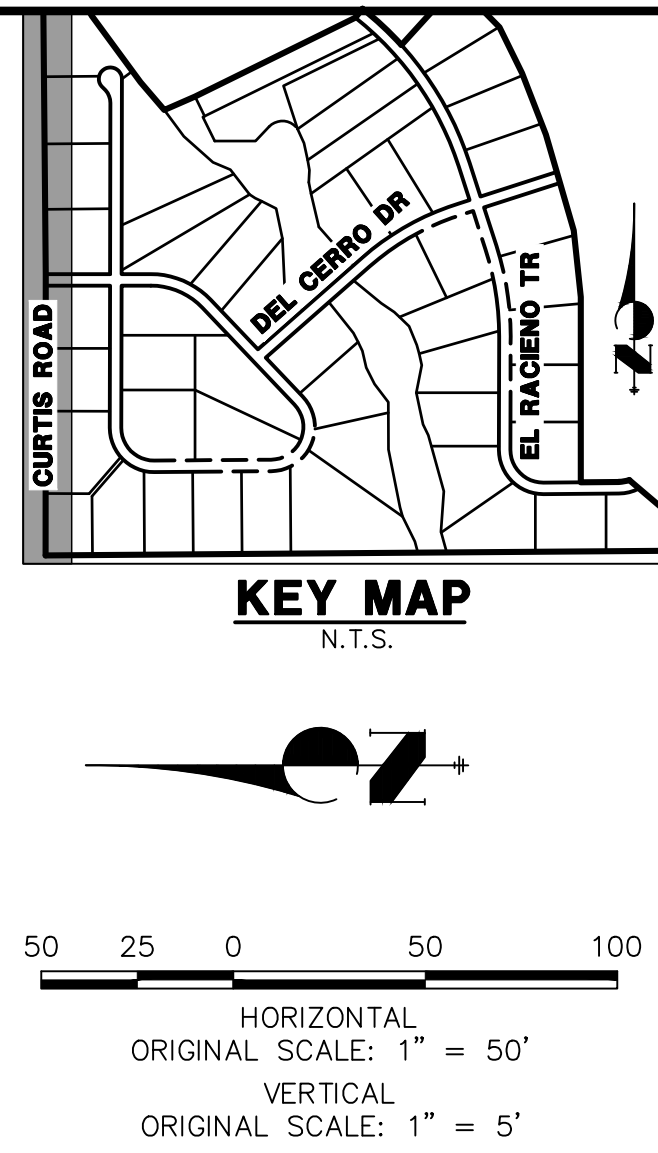 DEL CERRO DR
EL RACIENO TR
CURTIS ROAD
N
KEY MAP
N.T.S.
N
50 25 0 50 100
HORIZONTAL
ORIGINAL SCALE: 1" = 50'
VERTICAL
ORIGINAL SCALE: 1" = 5'